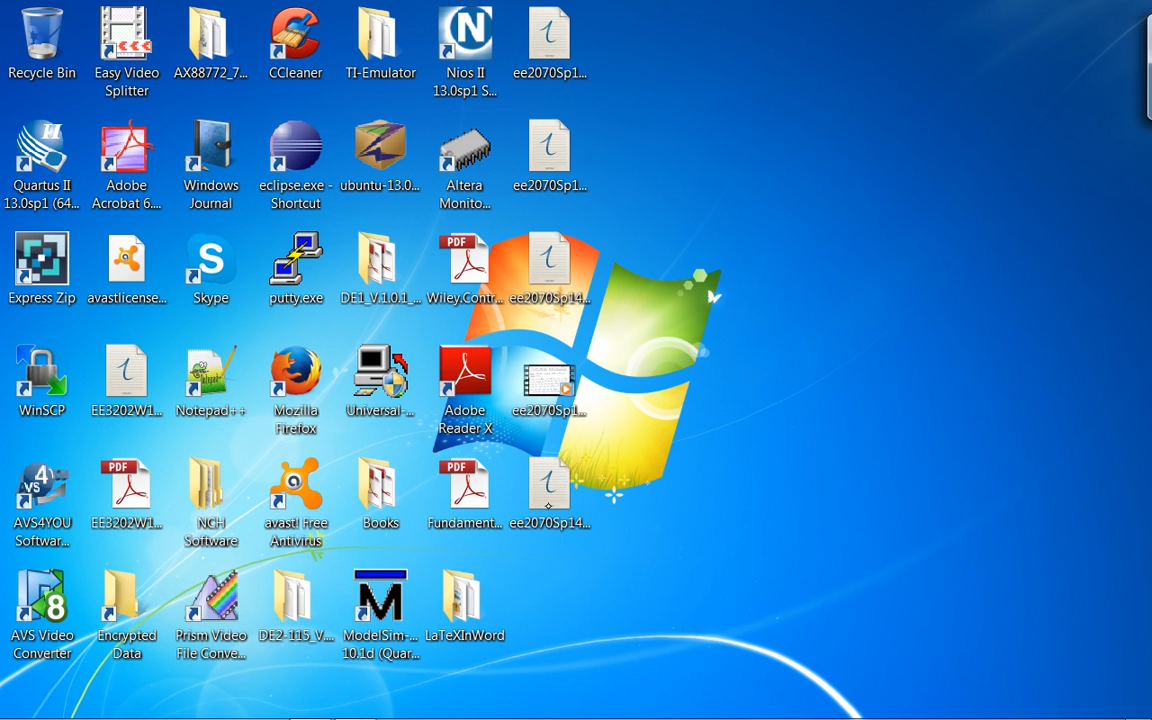 Recycle Bin
Easy Video
Splitter
AX88772_7...
CCleaner
TI-Emulator
Nios II
13.0sp1 S...
ee2070Sp1...
Quartus II
13.0sp1 (64...
Adobe
Acrobat 6....
Windows
Journal
eclipse.exe -
Shortcut
ubuntu-13.0...
Altera
Monito...
ee2070Sp1...
Express Zip
avastlicense...
Skype
putty.exe
DE1_V.1.0.1_...
PDF
Wiley.Contr...
ee2070Sp14...
WinSCP
EE3202W1...
Notepad++
Mozilla
Firefox
Universal-...
Adobe
Reader X
ee2070Sp1...
AVS4YOU
Softwar...
PDF
EE3202W1...
NCH
Software
avast! Free
Antivirus
Books
PDF
Fundament...
ee2070Sp14...
AVS Video
Converter
Encrypted
Data
Prism Video
File Conve...
DE2-115_V....
ModelSim-...
10.1d (Quar...
LaTeXInWord